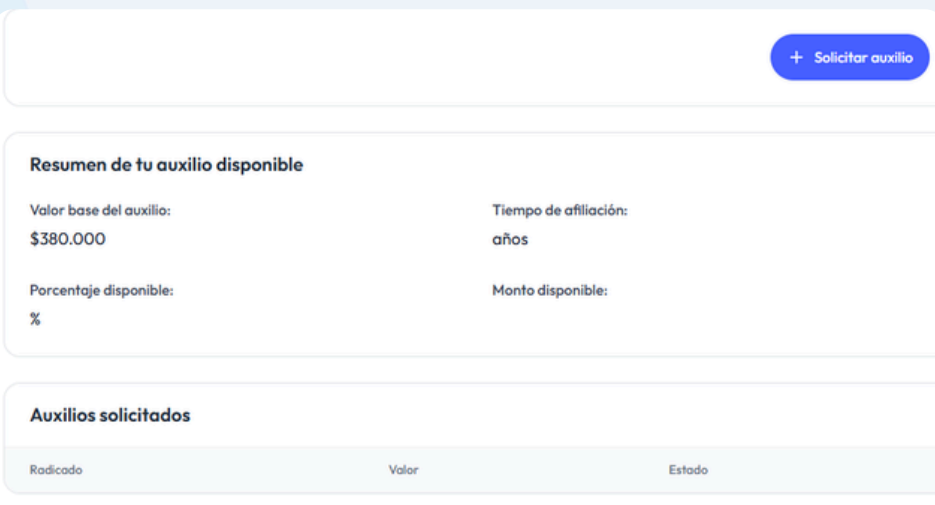 + Solicitar auxilio
Resumen de tu auxilio disponible
Valor base del auxilio:
$380.000
Tiempo de afiliación:
años
Porcentaje disponible:
%
Monto disponible:
Auxilios solicitados
Radicado Valor Estado